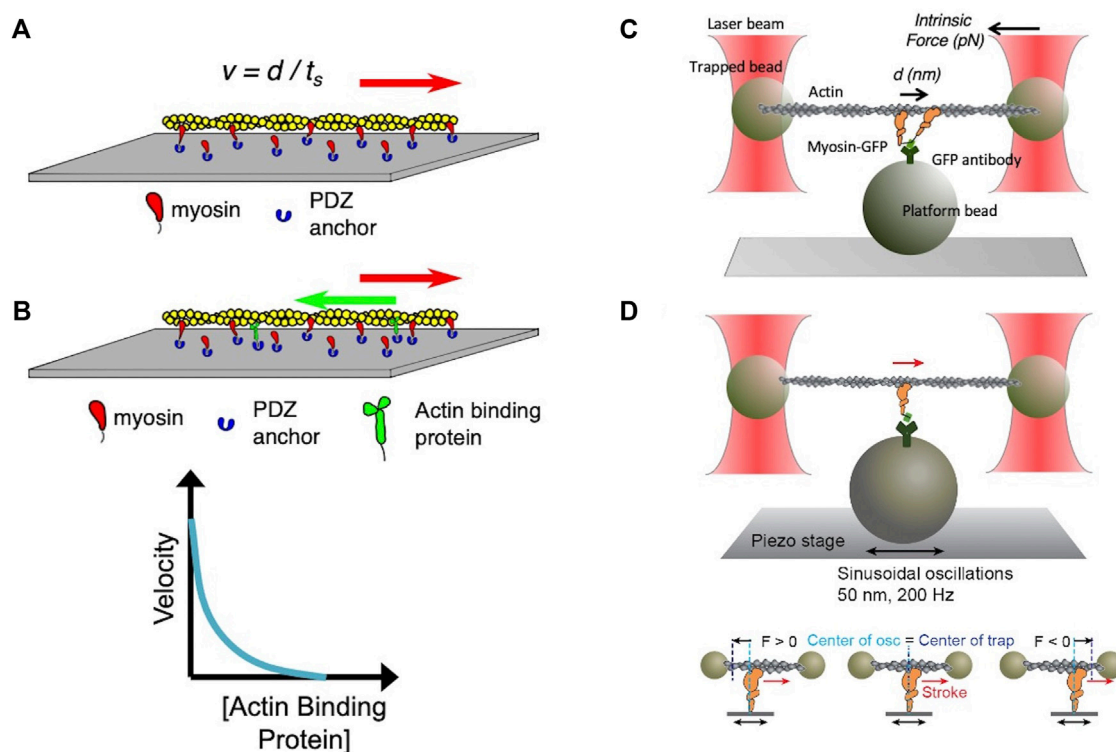 A
v = d / tₛ
myosin
PDZ
anchor
B
myosin
PDZ
anchor
Actin binding
protein
Velocity
[Actin Binding
Protein]
C
Laser beam
Intrinsic
Force (pN)
Trapped bead
d (nm)
Actin
Myosin-GFP
GFP antibody
Platform bead
D
Piezo stage
Sinusoidal oscillations
50 nm, 200 Hz
F > 0
Center of osc = Center of trap
F < 0
Stroke